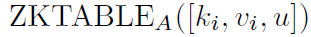 ZKTABLE_A([k_i, v_i, u])